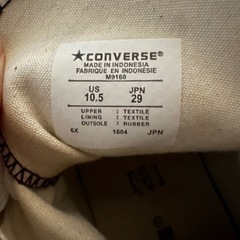 ★CONVERSE®
MADE IN INDONESIA
FABRIQUE EN INDONESIE
M9160
US JPN
10.5 29
UPPER : TEXTILE
LINING : TEXTILE
OUTSOLE : RUBBER
6X 1604 JPN